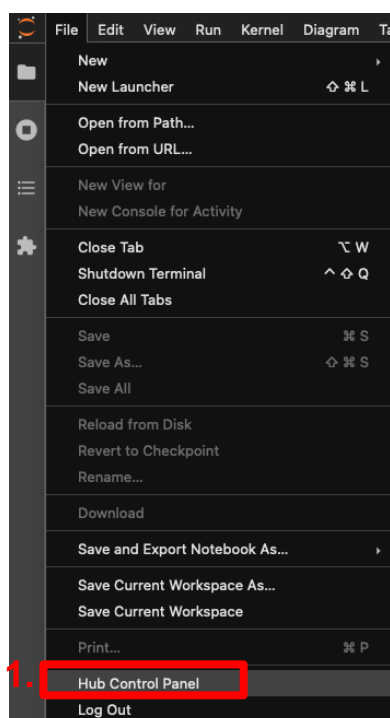 File Edit View Run Kernel Diagram Ta
New
New Launcher ⇧ ⌘ L
Open from Path...
Open from URL...
New View for
New Console for Activity
Close Tab ⌥ W
Shutdown Terminal ^ ⇧ Q
Close All Tabs
Save ⌘ S
Save As... ⇧ ⌘ S
Save All
Reload from Disk
Revert to Checkpoint
Rename...
Download
Save and Export Notebook As...
Save Current Workspace As...
Save Current Workspace
Print... ⌘ P
1. Hub Control Panel
Log Out